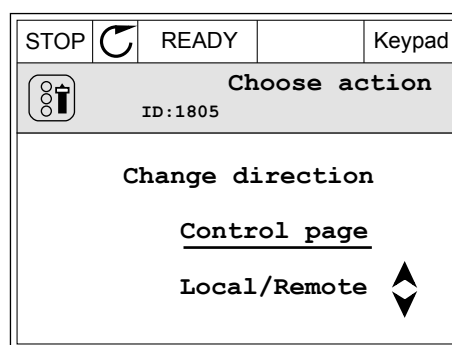 STOP READY Keypad
Choose action
ID:1805
Change direction
Control page
Local/Remote